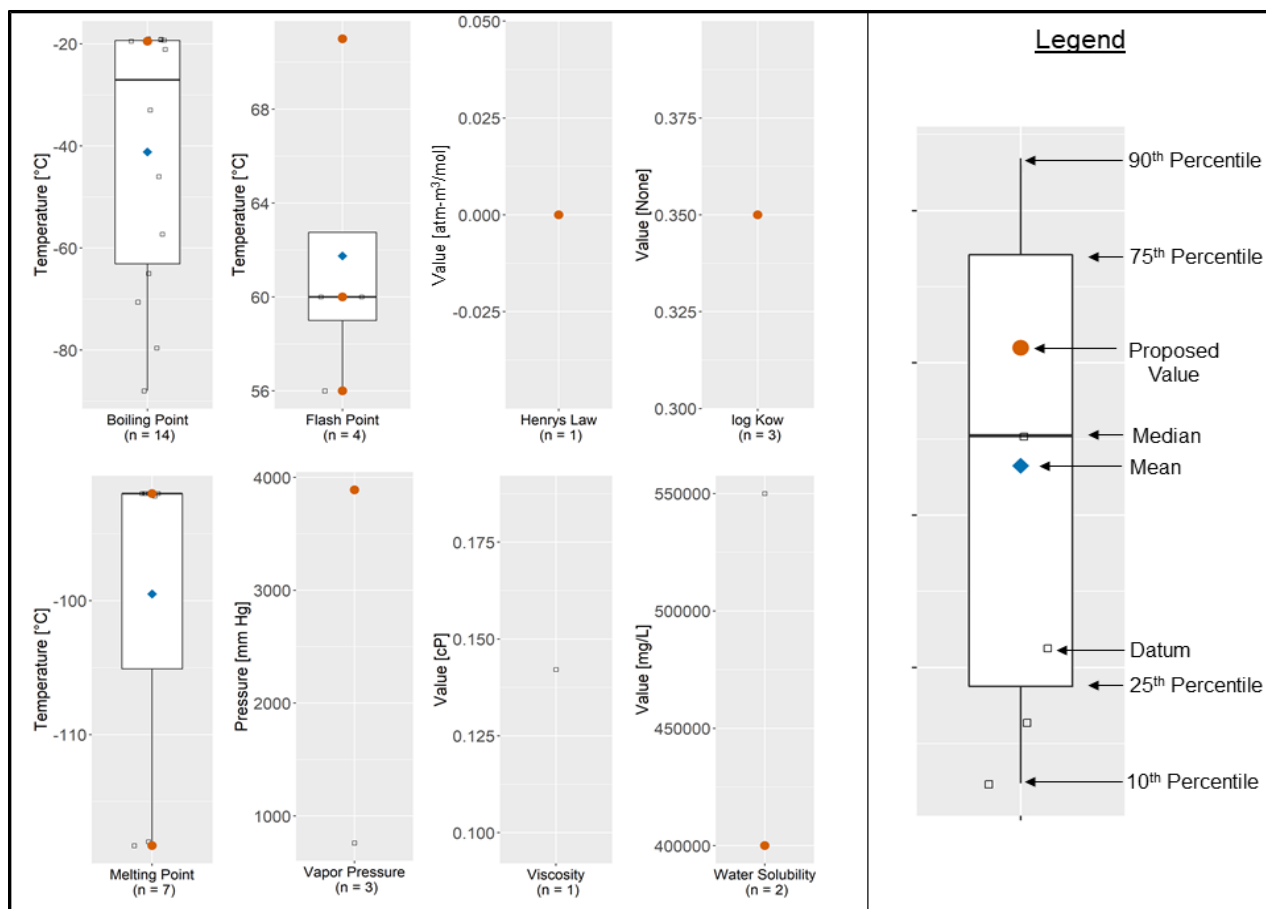 Temperature [°C]
-20
-40
-60
-80
Boiling Point
(n = 14)
Temperature [°C]
68
64
60
56
Flash Point
(n = 4)
Value [atm-m³/mol]
0.050
0.025
0.000
-0.025
Henrys Law
(n = 1)
Value [None]
0.375
0.350
0.325
0.300
log Kow
(n = 3)
Temperature [°C]
-100
-110
Melting Point
(n = 7)
Pressure [mm Hg]
4000
3000
2000
1000
Vapor Pressure
(n = 3)
Value [cP]
0.175
0.150
0.125
0.100
Viscosity
(n = 1)
Value [mg/L]
550000
500000
450000
400000
Water Solubility
(n = 2)
Legend
90th Percentile
75th Percentile
Proposed
Value
Median
Mean
Datum
25th Percentile
10th Percentile